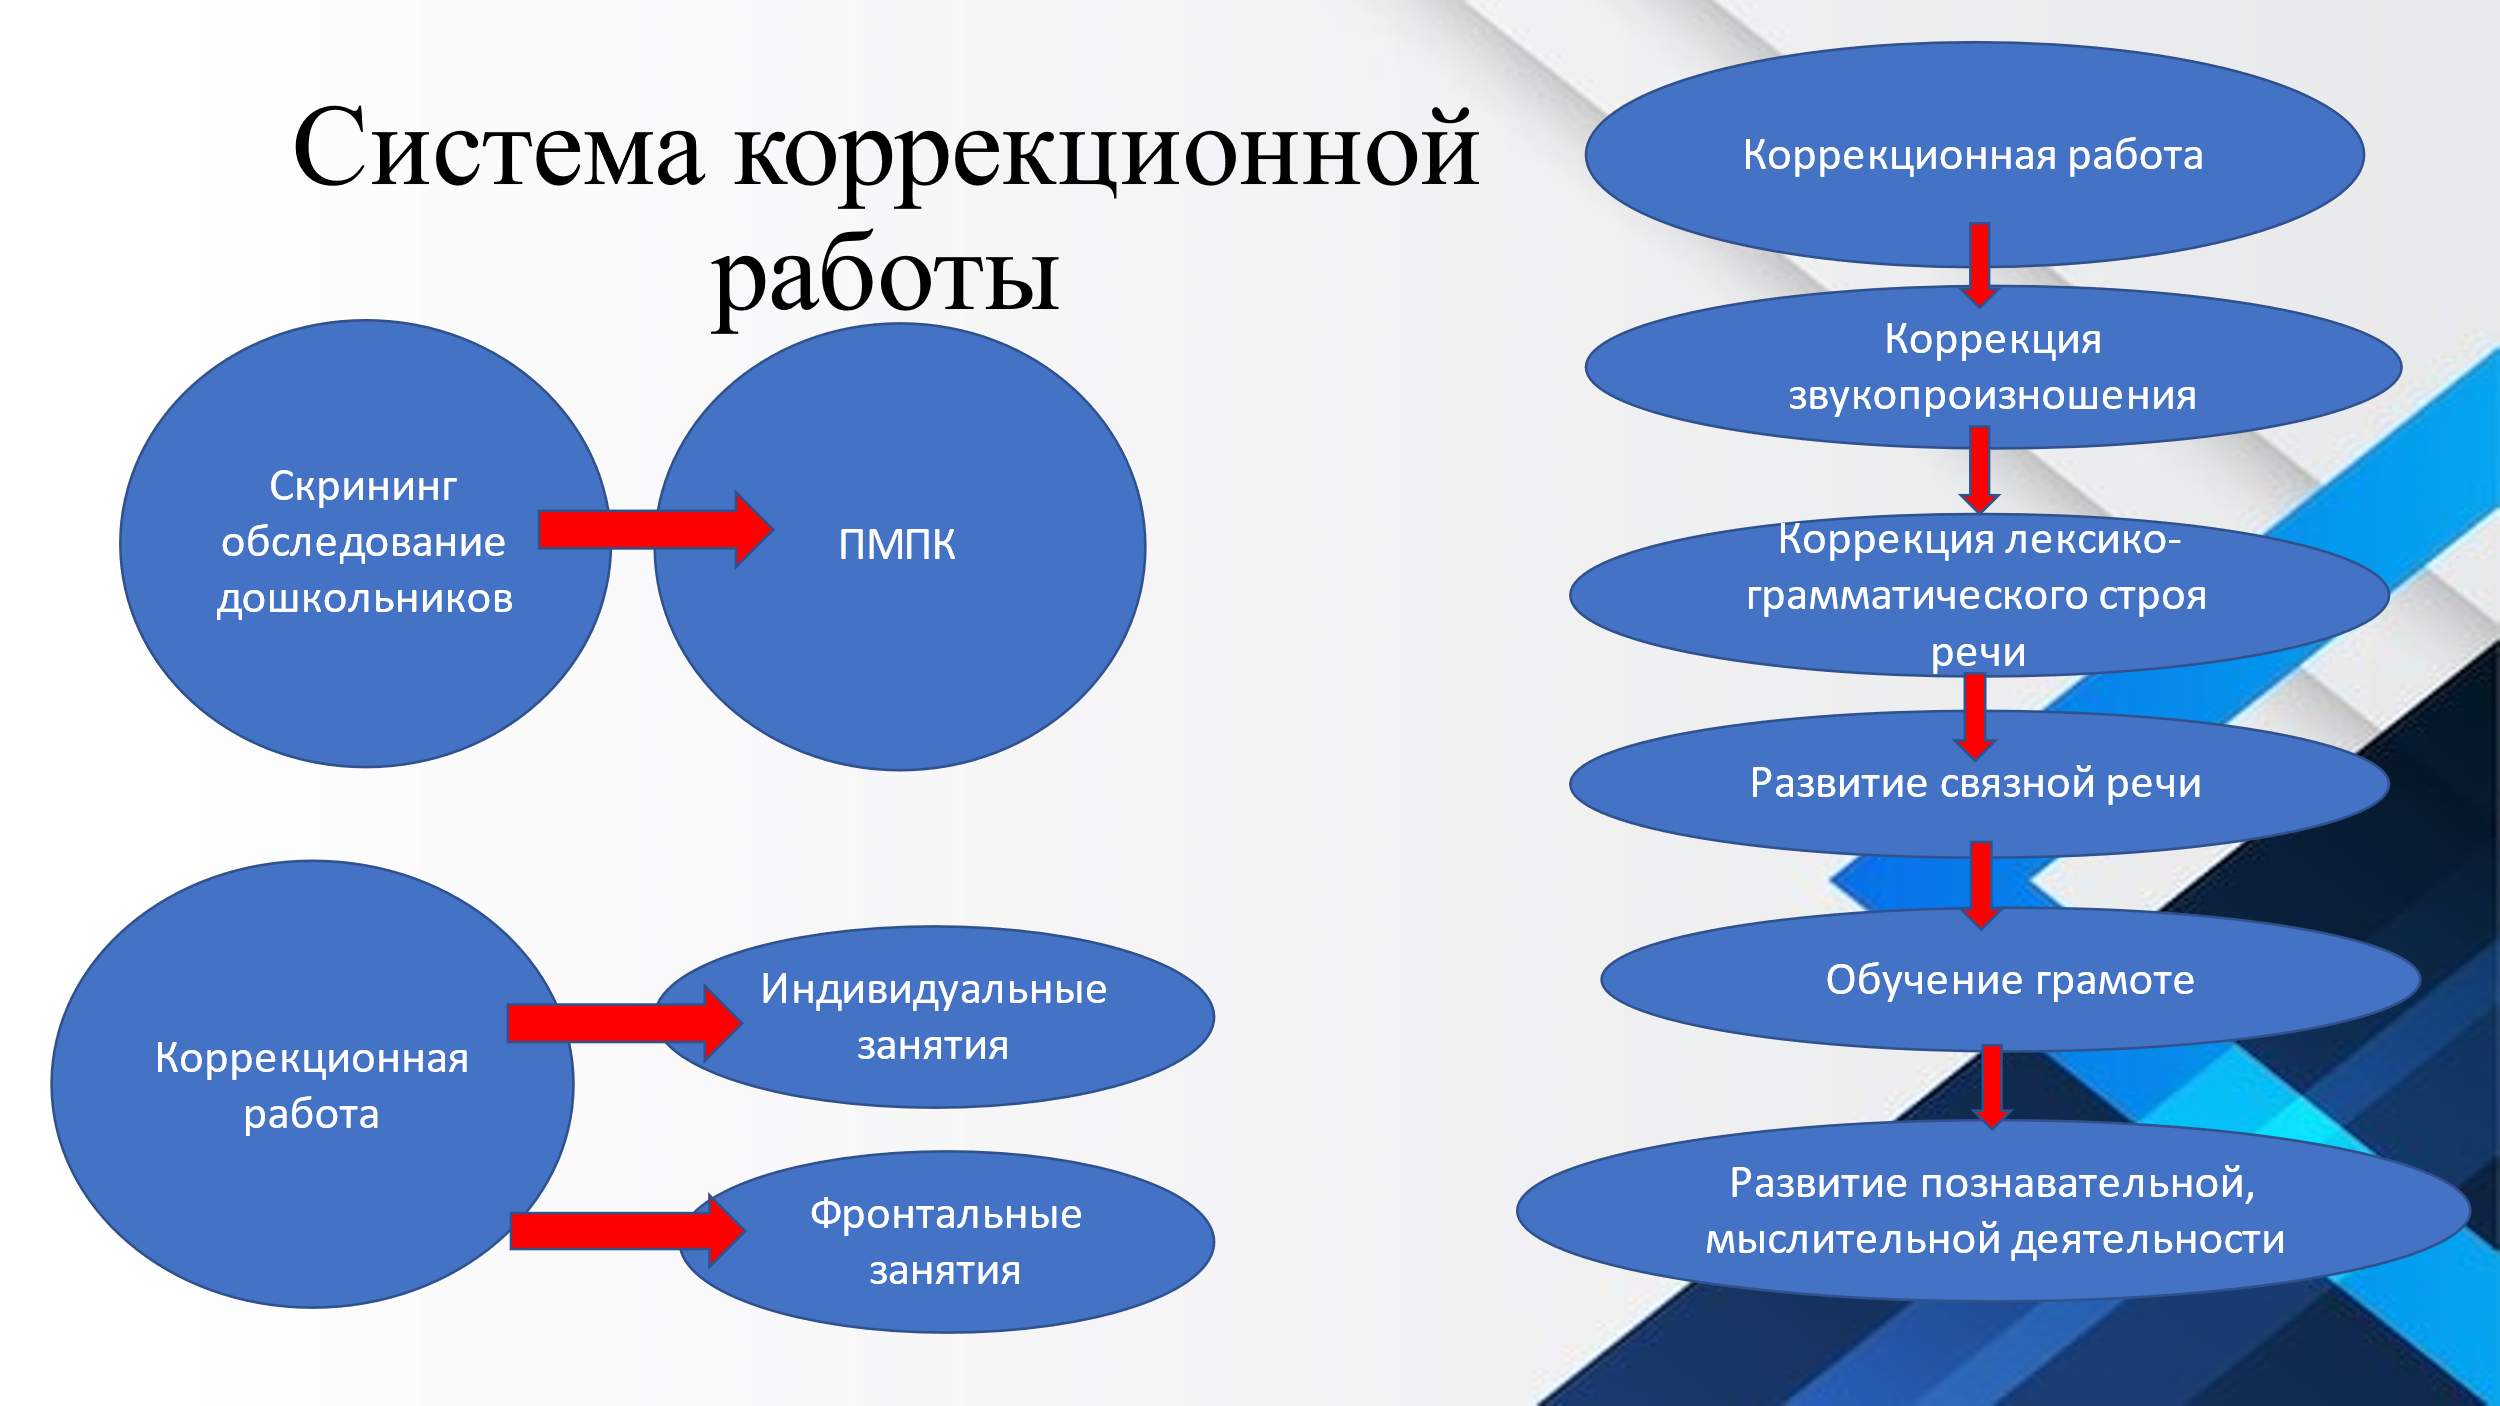 Система коррекционной
работы
Скрининг
обследование
дошкольников
ПМПК
Коррекционная
работа
Индивидуальные
занятия
Фронтальные
занятия
Коррекционная работа
Коррекция
звукопроизношения
Коррекция лексико-
грамматического строя
речи
Развитие связной речи
Обучение грамоте
Развитие познавательной,
мыслительной деятельности